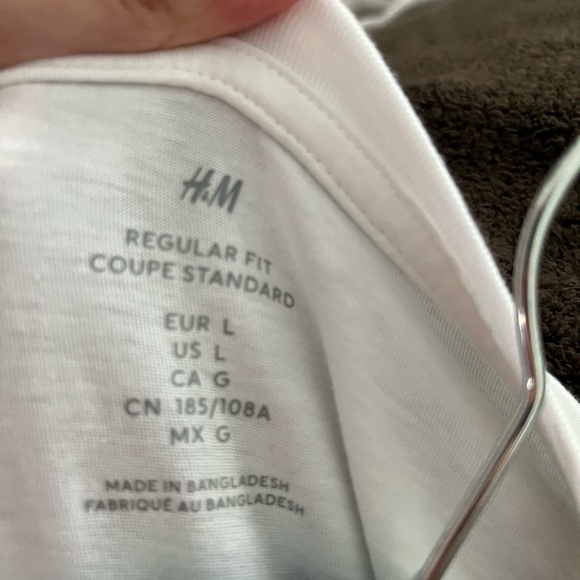 H&M
REGULAR FIT
COUPE STANDARD
EUR L
US L
CA G
CN 185/108A
MX G
MADE IN BANGLADESH
FABRIQUÉ AU BANGLADESH